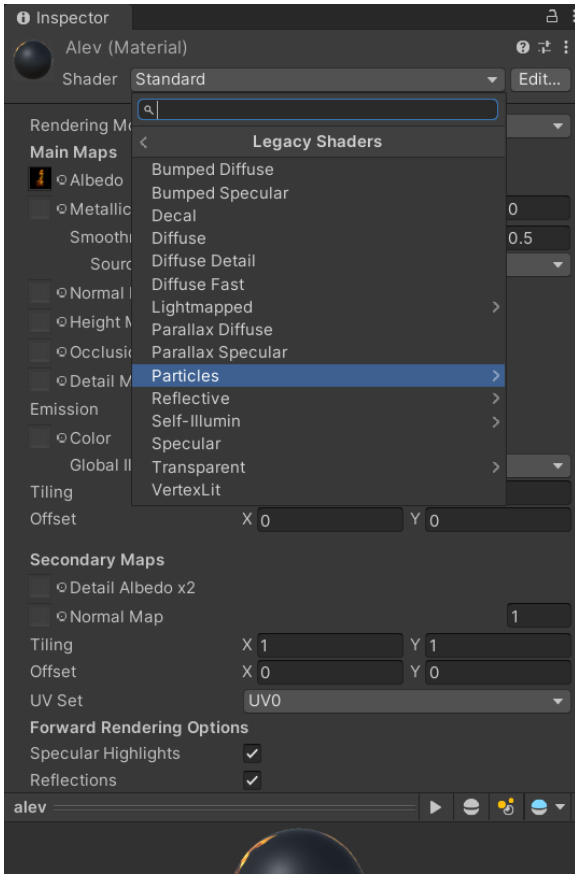 Inspector
Alev (Material)
Shader Standard Edit...
Legacy Shaders
Rendering Mo
Bumped Diffuse
Main Maps
Bumped Specular
Albedo
Decal
Metallic 0
Diffuse
Smooth 0.5
Diffuse Detail
Sourc
Diffuse Fast
Normal
Lightmapped
Height M
Parallax Diffuse
Occlusi
Parallax Specular
Detail M
Particles
Emission
Reflective
Color
Self-Illumin
Global Il
Specular
Transparent
Tiling
VertexLit
Offset X 0 Y 0
Secondary Maps
Detail Albedo x2
Normal Map 1
Tiling X 1 Y 1
Offset X 0 Y 0
UV Set UV0
Forward Rendering Options
Specular Highlights
Reflections
alev